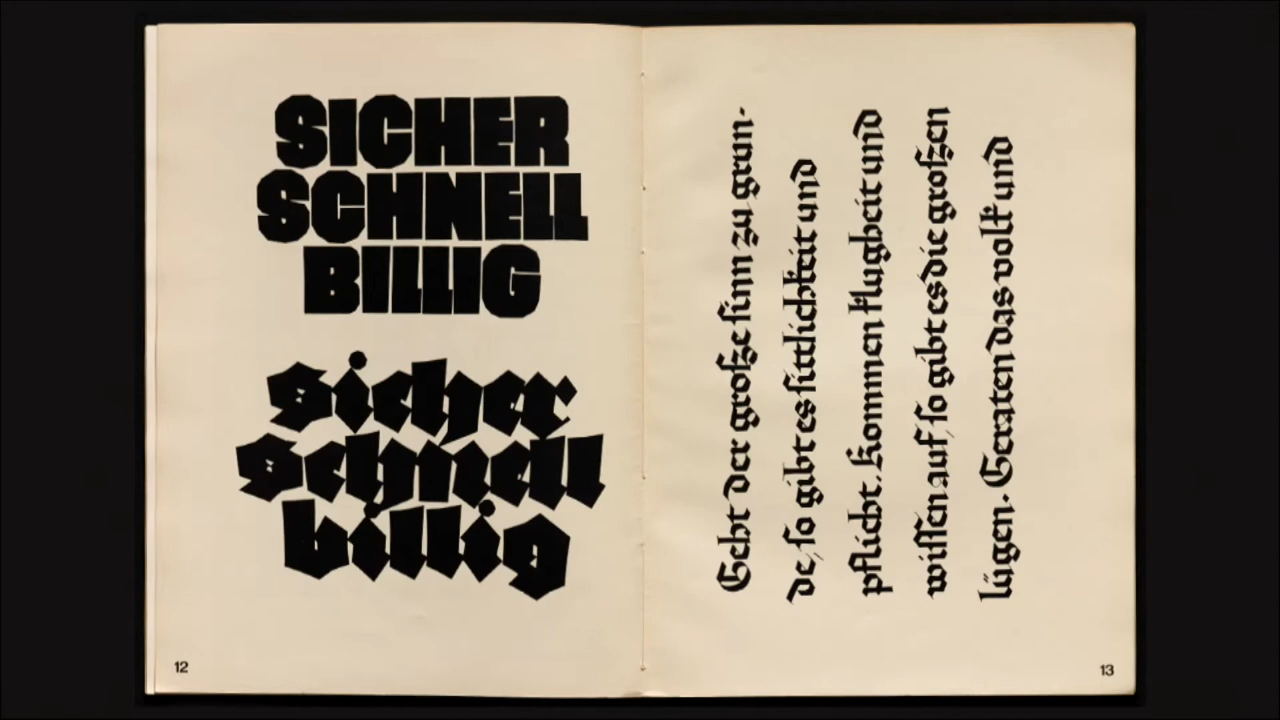 SICHER
SCHNELL
BILLIG
sicher
schnell
billig
12
Geht der große sinn zu grun-
de, so gibt es sittlichkeit und
pflicht. Kommen klugheit und
wissen auf, so gibt es die großen
lügen. Geraten das volk und
13